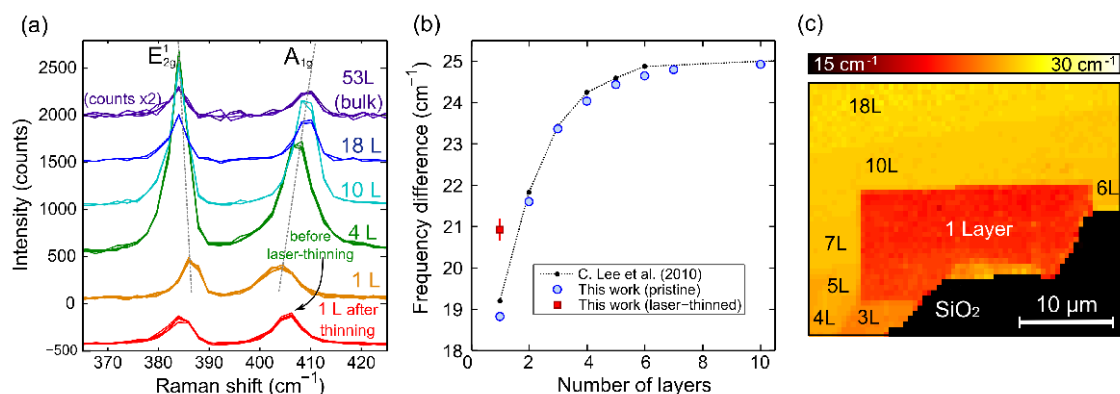 (a)
E¹₂g
A₁g
53L
(bulk)
(counts x2)
18 L
10 L
4 L
before
laser-thinning
1 L
1 L after
thinning
Intensity (counts)
2500
2000
1500
1000
500
0
−500
380
390
400
410
420
370
Raman shift (cm⁻¹)
(b)
Frequency difference (cm⁻¹)
26
25
24
23
22
21
20
19
18
C. Lee et al. (2010)
This work (pristine)
This work (laser−thinned)
0
2
4
6
8
10
Number of layers
(c)
15 cm⁻¹
30 cm⁻¹
18L
10L
6L
1 Layer
7L
5L
4L
3L
SiO₂
10 µm